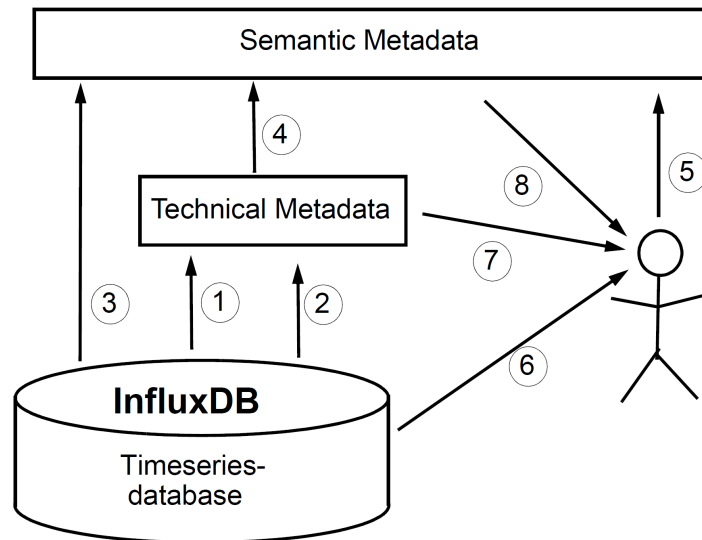 Semantic Metadata
4
5
8
Technical Metadata
7
3
1
2
6
InfluxDB
Timeseries-
database